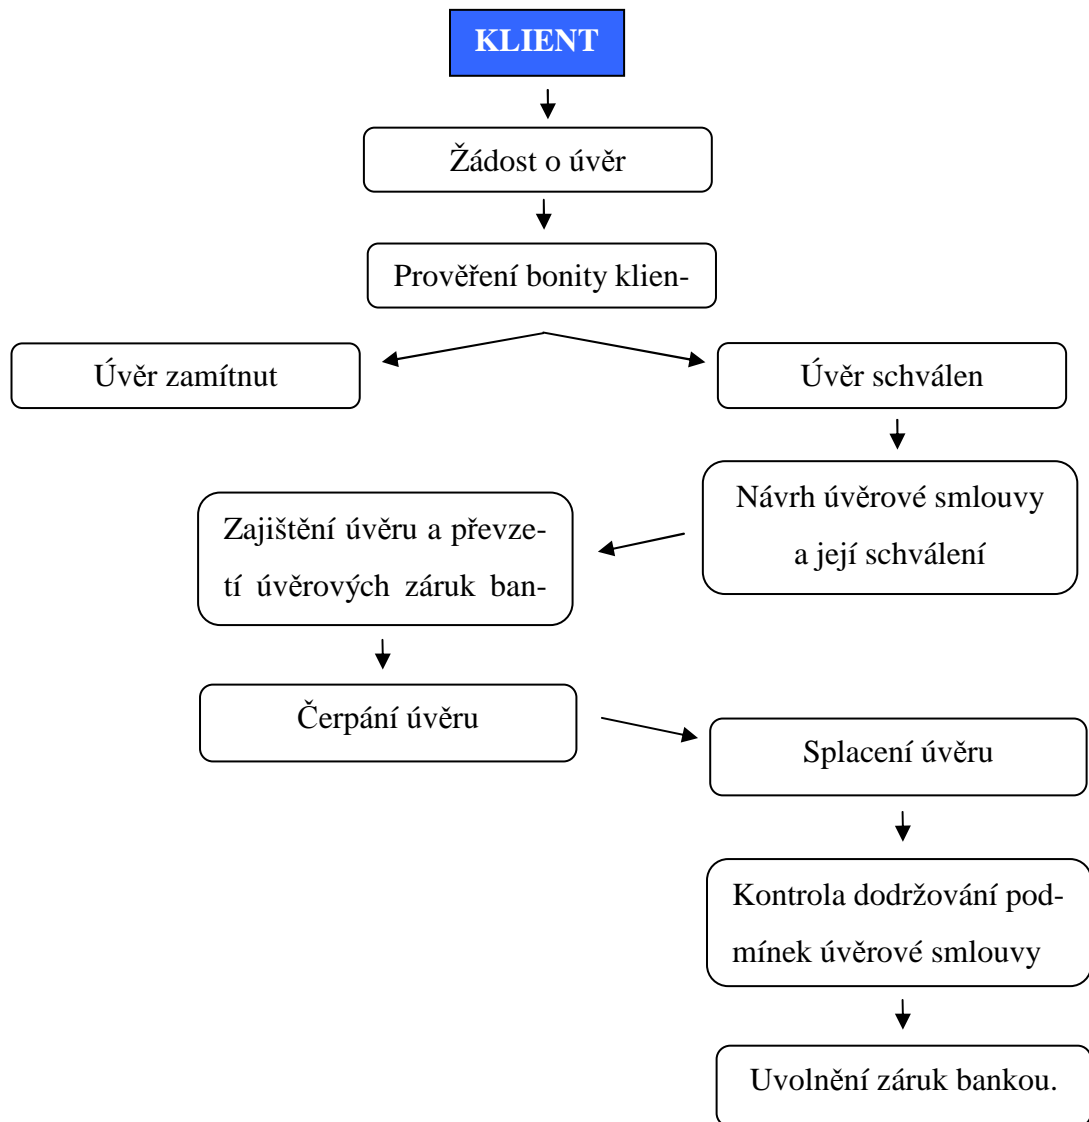 KLIENT
Žádost o úvěr
Prověření bonity klien-
Úvěr zamítnut
Úvěr schválen
Návrh úvěrové smlouvy
a její schválení
Zajištění úvěru a převze-
tí úvěrových záruk ban-
Čerpání úvěru
Splacení úvěru
Kontrola dodržování pod-
mínek úvěrové smlouvy
Uvolnění záruk bankou.